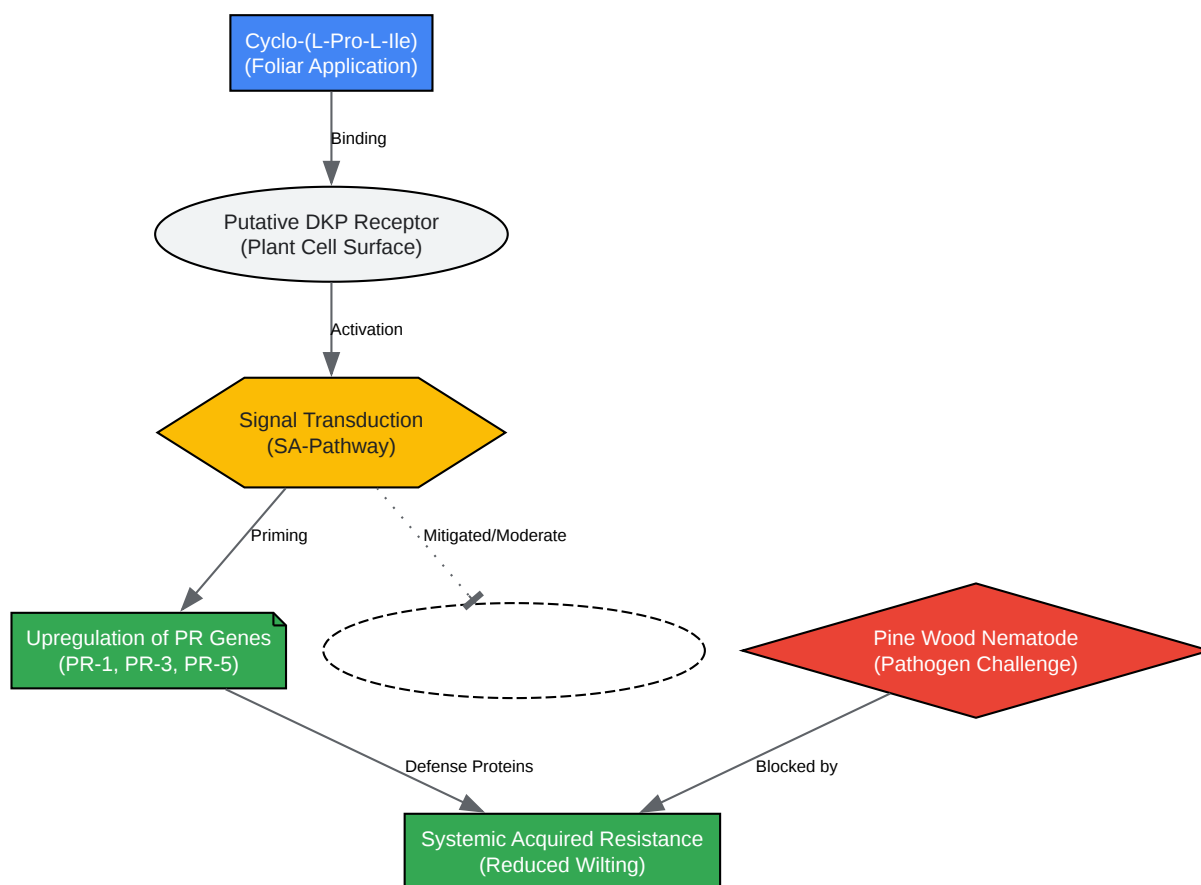 Cyclo-(L-Pro-L-Ile)
(Foliar Application)
Binding
Putative DKP Receptor
(Plant Cell Surface)
Activation
Signal Transduction
(SA-Pathway)
Priming
Mitigated/Moderate
Upregulation of PR Genes
(PR-1, PR-3, PR-5)
Pine Wood Nematode
(Pathogen Challenge)
Defense Proteins
Blocked by
Systemic Acquired Resistance
(Reduced Wilting)